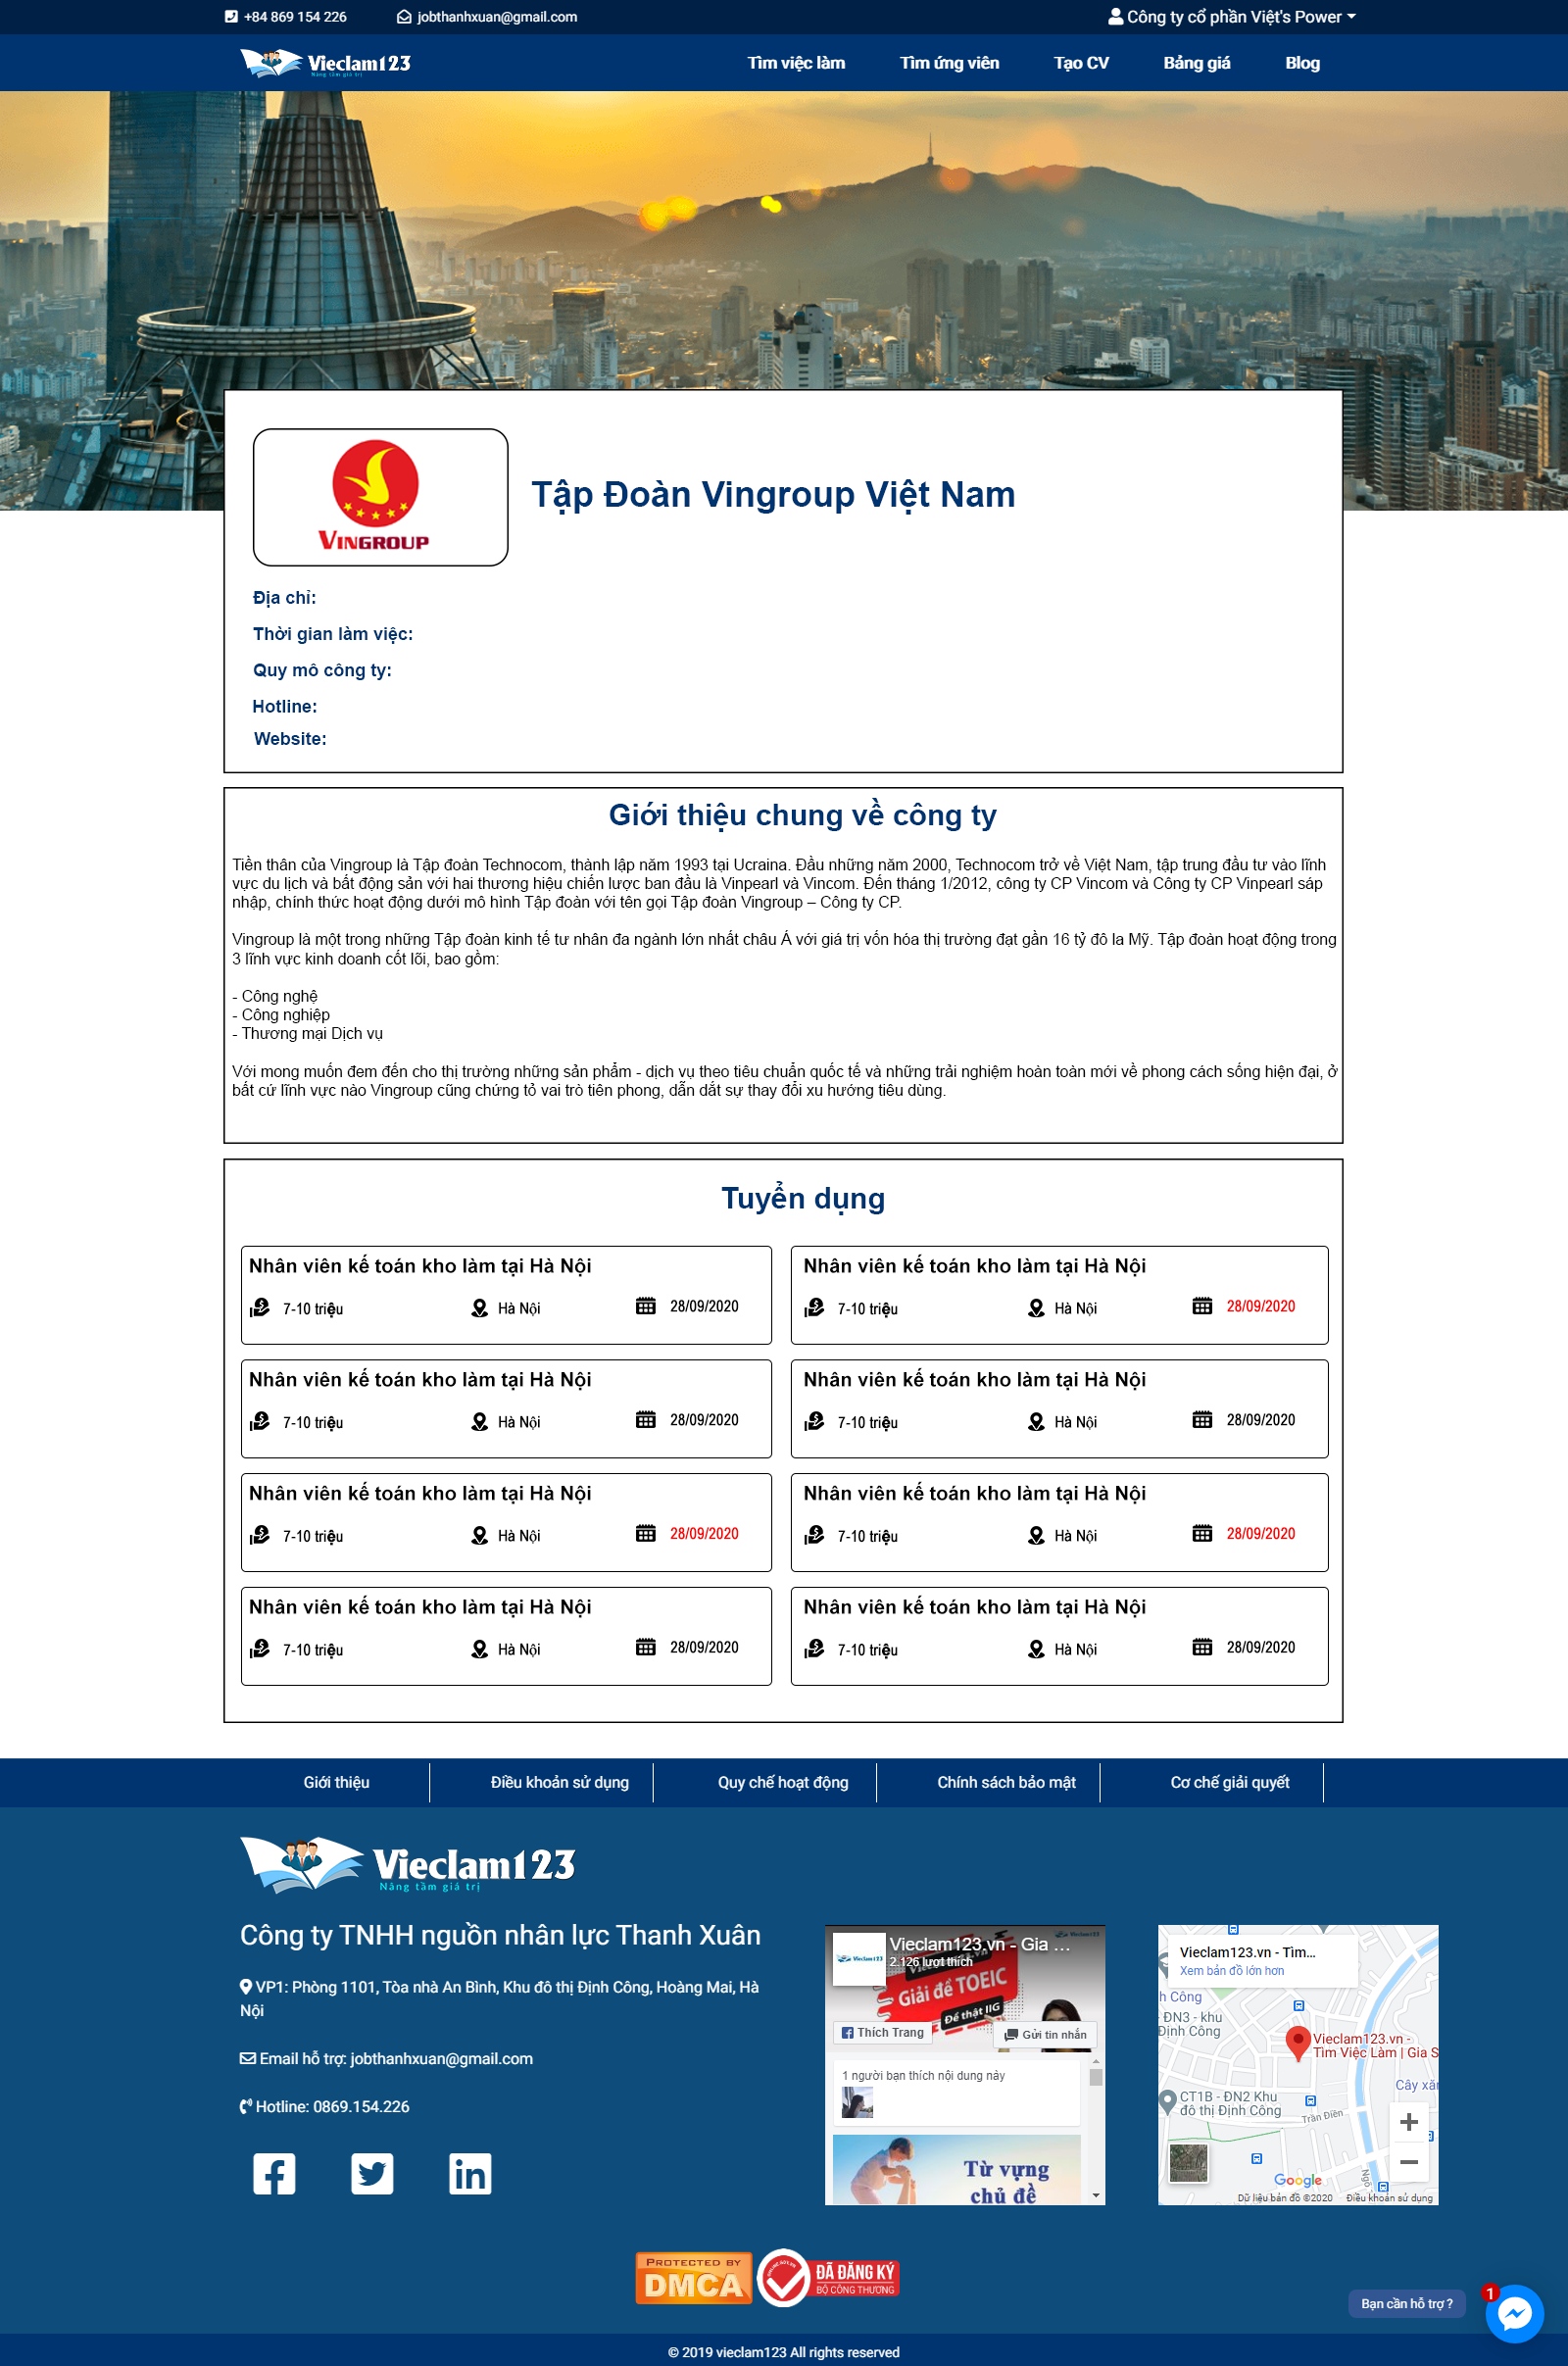 +84 869 154 226
jobthanhxuan@gmail.com
Công ty cổ phần Việt's Power
Vieclam123
Nâng tầm giá trị
Tìm việc làm
Tìm ứng viên
Tạo CV
Bảng giá
Blog
VINGROUP
Tập Đoàn Vingroup Việt Nam
Địa chỉ:
Thời gian làm việc:
Quy mô công ty:
Hotline:
Website:
Giới thiệu chung về công ty
Tiền thân của Vingroup là Tập đoàn Technocom, thành lập năm 1993 tại Ucraina. Đầu những năm 2000, Technocom trở về Việt Nam, tập trung đầu tư vào lĩnh
vực du lịch và bất động sản với hai thương hiệu chiến lược ban đầu là Vinpearl và Vincom. Đến tháng 1/2012, công ty CP Vincom và Công ty CP Vinpearl sáp
nhập, chính thức hoạt động dưới mô hình Tập đoàn với tên gọi Tập đoàn Vingroup – Công ty CP.
Vingroup là một trong những Tập đoàn kinh tế tư nhân đa ngành lớn nhất châu Á với giá trị vốn hóa thị trường đạt gần 16 tỷ đô la Mỹ. Tập đoàn hoạt động trong
3 lĩnh vực kinh doanh cốt lõi, bao gồm:
- Công nghệ
- Công nghiệp
- Thương mại Dịch vụ
Với mong muốn đem đến cho thị trường những sản phẩm - dịch vụ theo tiêu chuẩn quốc tế và những trải nghiệm hoàn toàn mới về phong cách sống hiện đại, ở
bất cứ lĩnh vực nào Vingroup cũng chứng tỏ vai trò tiên phong, dẫn dắt sự thay đổi xu hướng tiêu dùng.
Tuyển dụng
Nhân viên kế toán kho làm tại Hà Nội
7-10 triệu
Hà Nội
28/09/2020
Nhân viên kế toán kho làm tại Hà Nội
7-10 triệu
Hà Nội
28/09/2020
Nhân viên kế toán kho làm tại Hà Nội
7-10 triệu
Hà Nội
28/09/2020
Nhân viên kế toán kho làm tại Hà Nội
7-10 triệu
Hà Nội
28/09/2020
Nhân viên kế toán kho làm tại Hà Nội
7-10 triệu
Hà Nội
28/09/2020
Nhân viên kế toán kho làm tại Hà Nội
7-10 triệu
Hà Nội
28/09/2020
Nhân viên kế toán kho làm tại Hà Nội
7-10 triệu
Hà Nội
28/09/2020
Nhân viên kế toán kho làm tại Hà Nội
7-10 triệu
Hà Nội
28/09/2020
Giới thiệu
Điều khoản sử dụng
Quy chế hoạt động
Chính sách bảo mật
Cơ chế giải quyết
Vieclam123
Nâng tầm giá trị
Công ty TNHH nguồn nhân lực Thanh Xuân
VP1: Phòng 1101, Tòa nhà An Bình, Khu đô thị Định Công, Hoàng Mai, Hà
Nội
Email hỗ trợ: jobthanhxuan@gmail.com
Hotline: 0869.154.226
Vieclam123.vn - Gia ...
2.126 lượt thích
Giải đề TOEIC
Đề thật IIG
Thích Trang
Gửi tin nhắn
1 người bạn thích nội dung này
Từ vựng
chủ đề
Vieclam123.vn - Tìm...
Xem bản đồ lớn hơn
nh Công
- ĐN3 - khu
Định Công
Vieclam123.vn -
Tìm Việc Làm | Gia S
Cây xăn
CT1B - ĐN2 Khu
đô thị Định Công
Trần Điền
Ngõ
Google
Dữ liệu bản đồ ©2020
Điều khoản sử dụng
PROTECTED BY
DMCA
ĐÃ ĐĂNG KÝ
BỘ CÔNG THƯƠNG
Bạn cần hỗ trợ ?
1
© 2019 vieclam123 All rights reserved